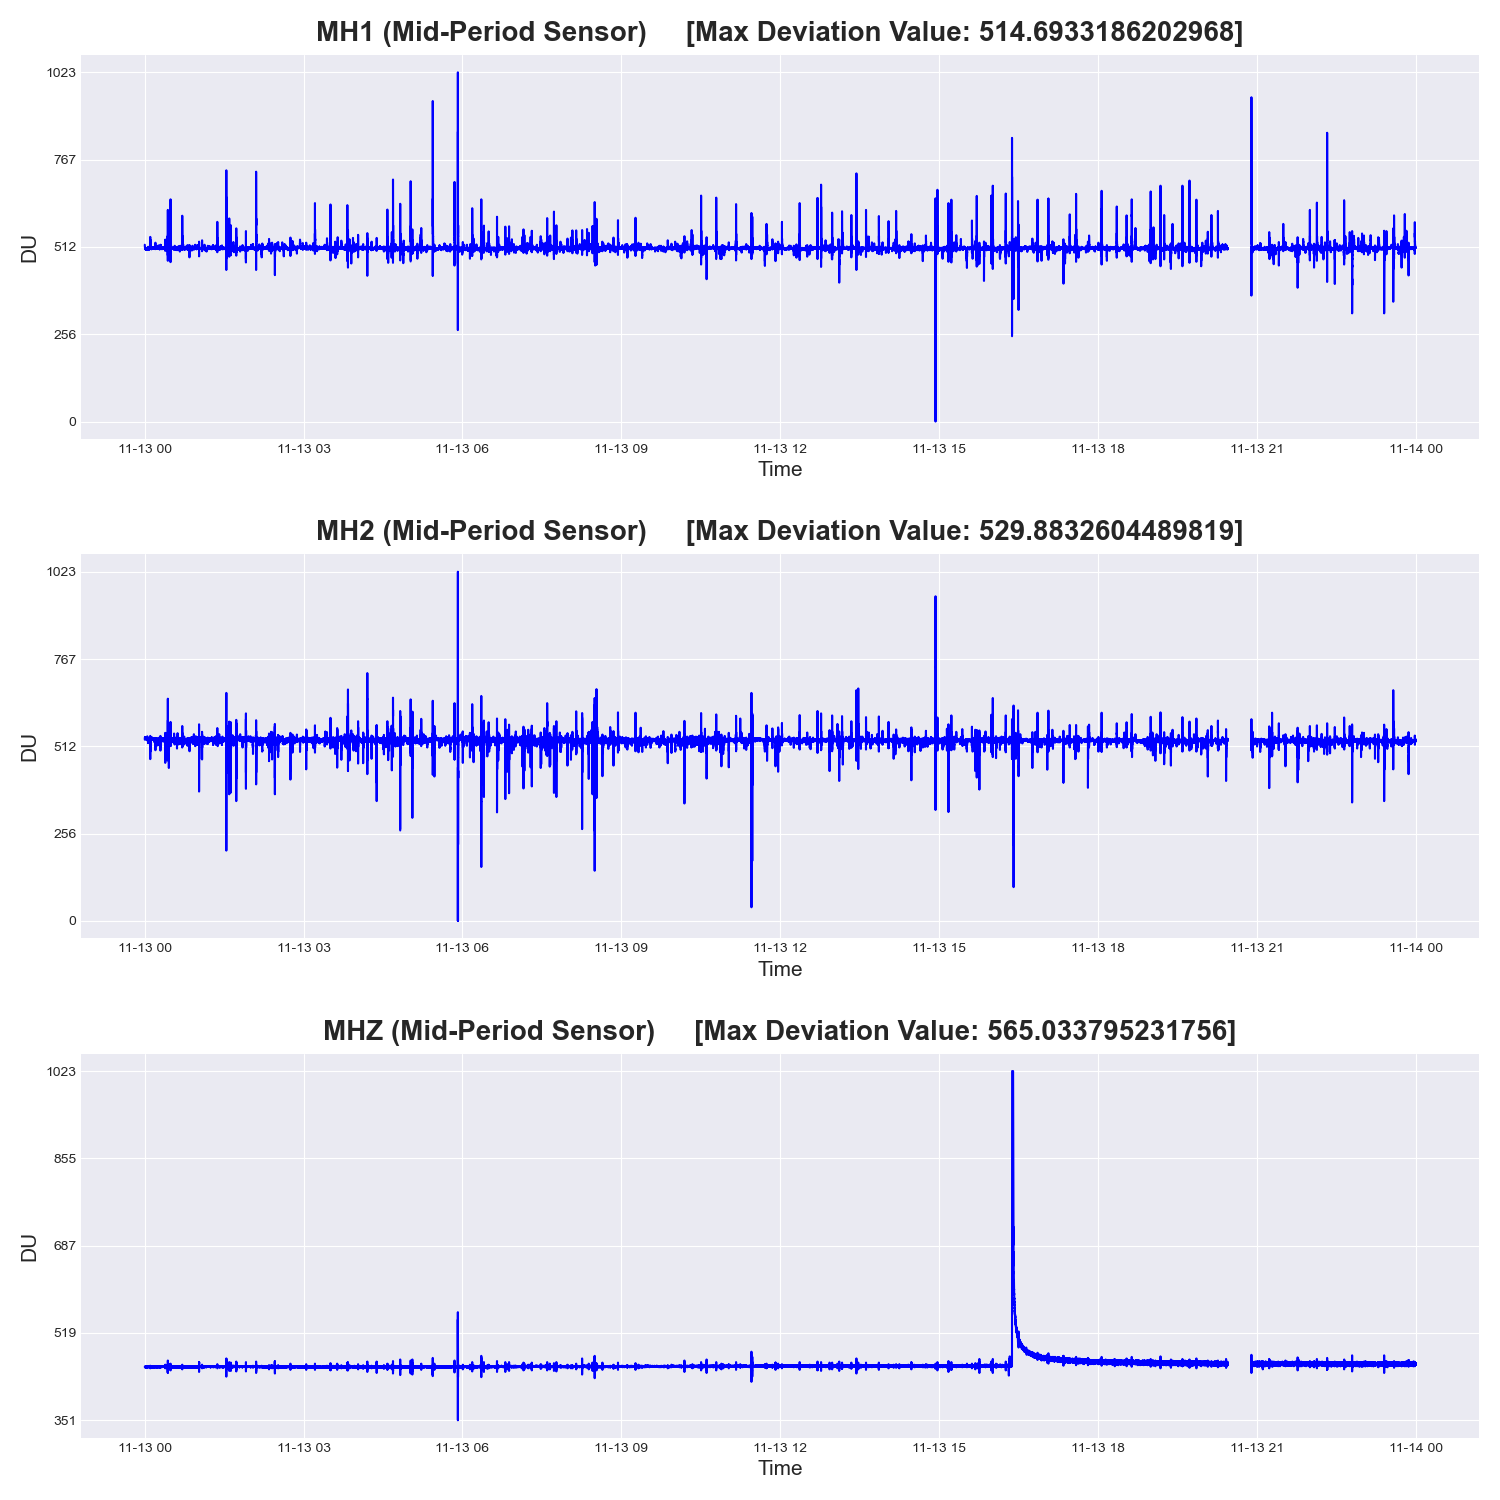 MH1 (Mid-Period Sensor) [Max Deviation Value: 514.6933186202968]
1023
767
512
256
0
DU
11-13 00 11-13 03 11-13 06 11-13 09 11-13 12 11-13 15 11-13 18 11-13 21 11-14 00
Time
MH2 (Mid-Period Sensor) [Max Deviation Value: 529.8832604489819]
1023
767
512
256
0
DU
11-13 00 11-13 03 11-13 06 11-13 09 11-13 12 11-13 15 11-13 18 11-13 21 11-14 00
Time
MHZ (Mid-Period Sensor) [Max Deviation Value: 565.033795231756]
1023
855
687
519
351
DU
11-13 00 11-13 03 11-13 06 11-13 09 11-13 12 11-13 15 11-13 18 11-13 21 11-14 00
Time